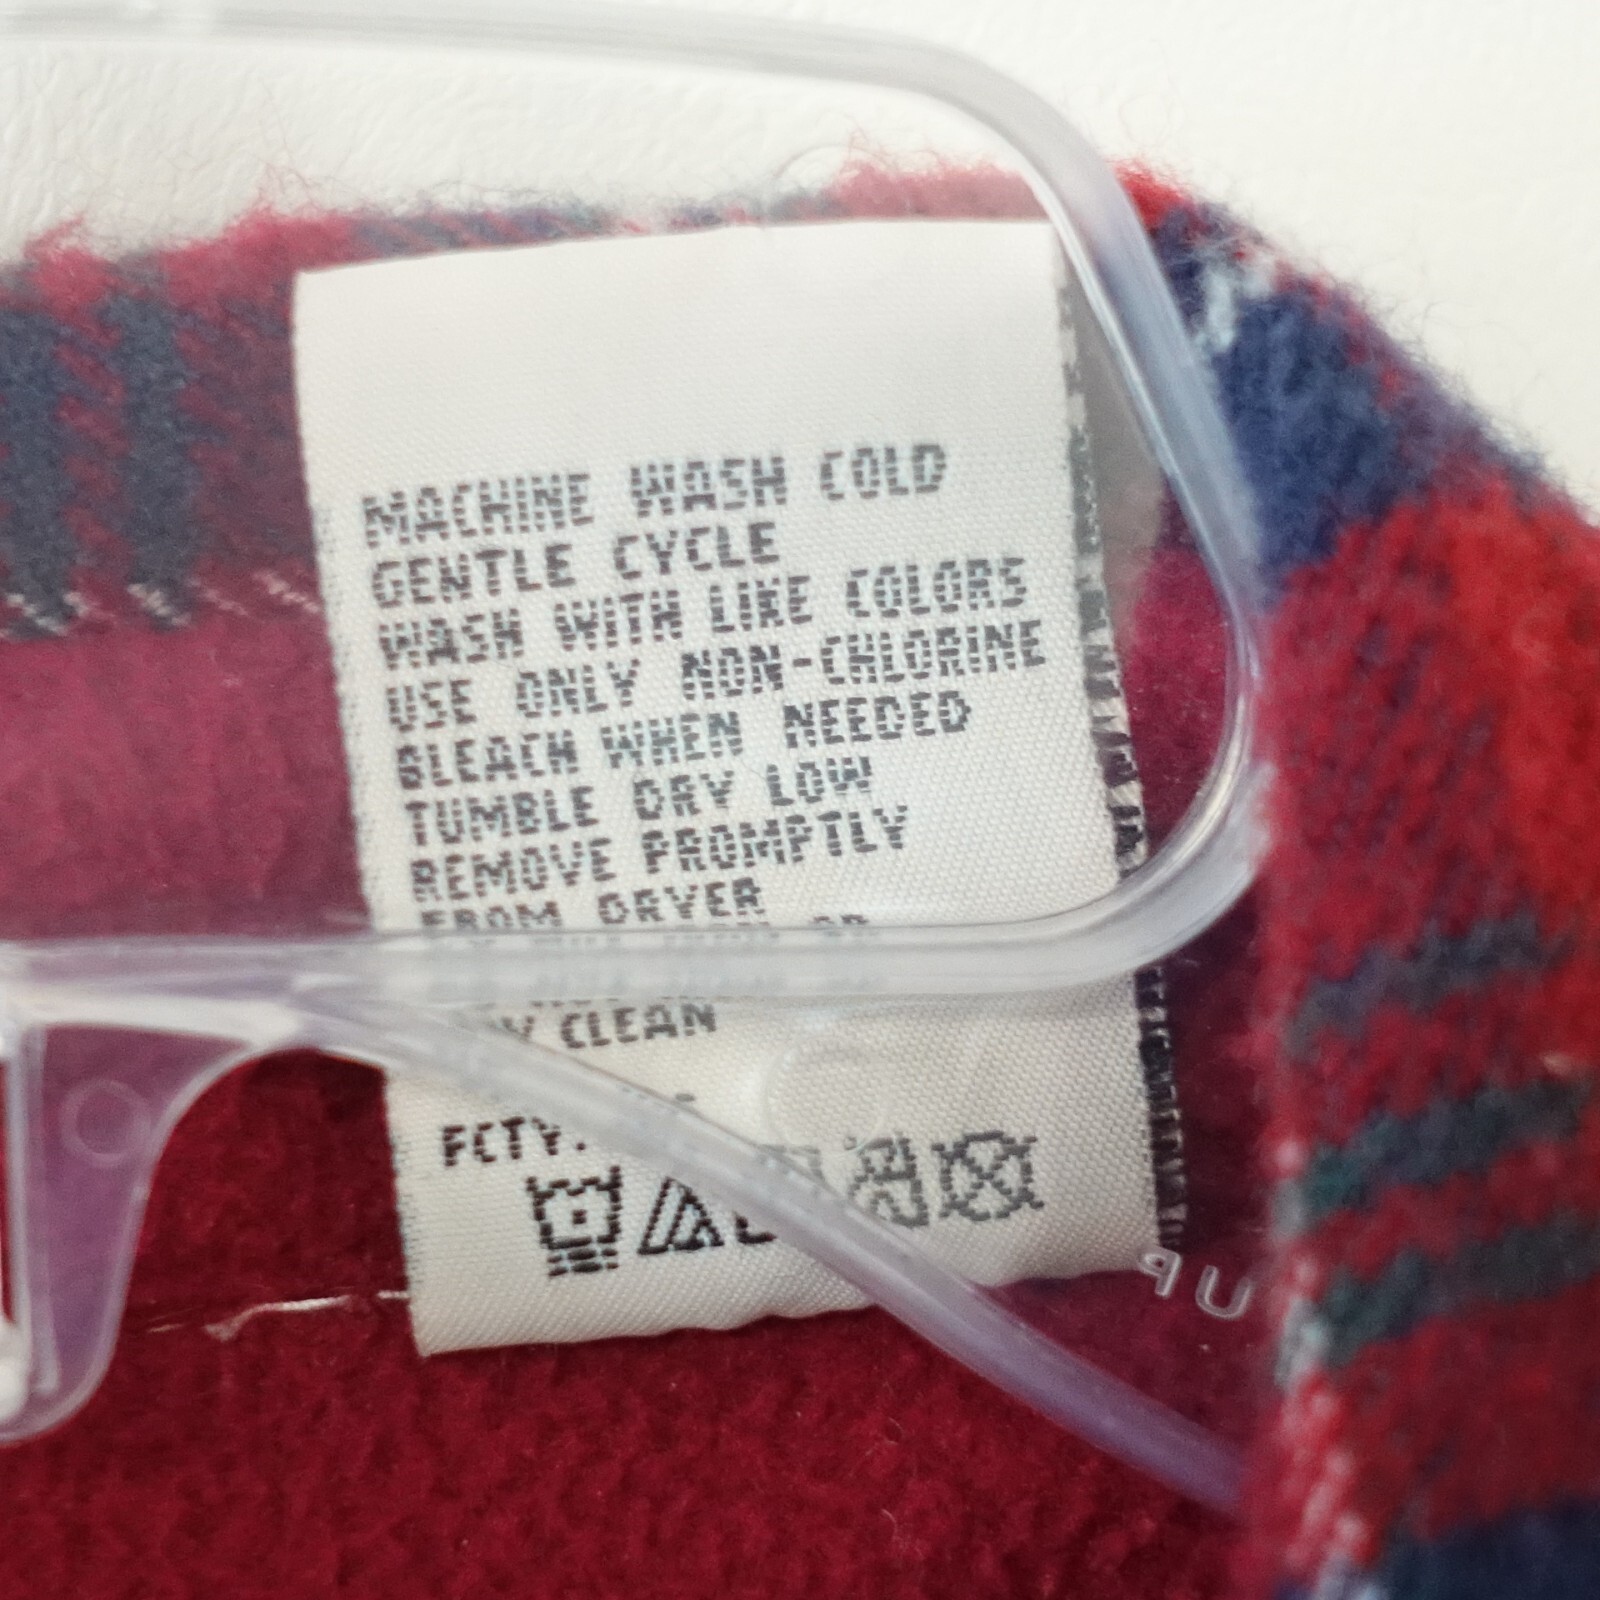 MACHINE WASH COLD
GENTLE CYCLE
WASH WITH LIKE COLORS
USE ONLY NON-CHLORINE
BLEACH WHEN NEEDED
TUMBLE DRY LOW
REMOVE PROMPTLY
FROM DRYER
CLEAN
FCTY.